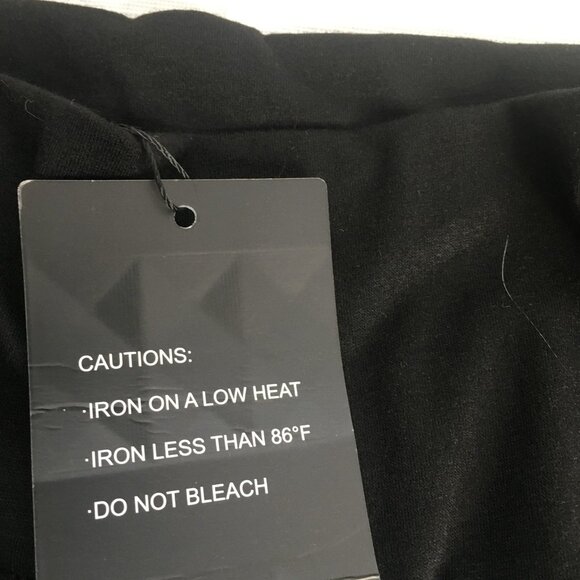 CAUTIONS:
·IRON ON A LOW HEAT
·IRON LESS THAN 86°F
·DO NOT BLEACH